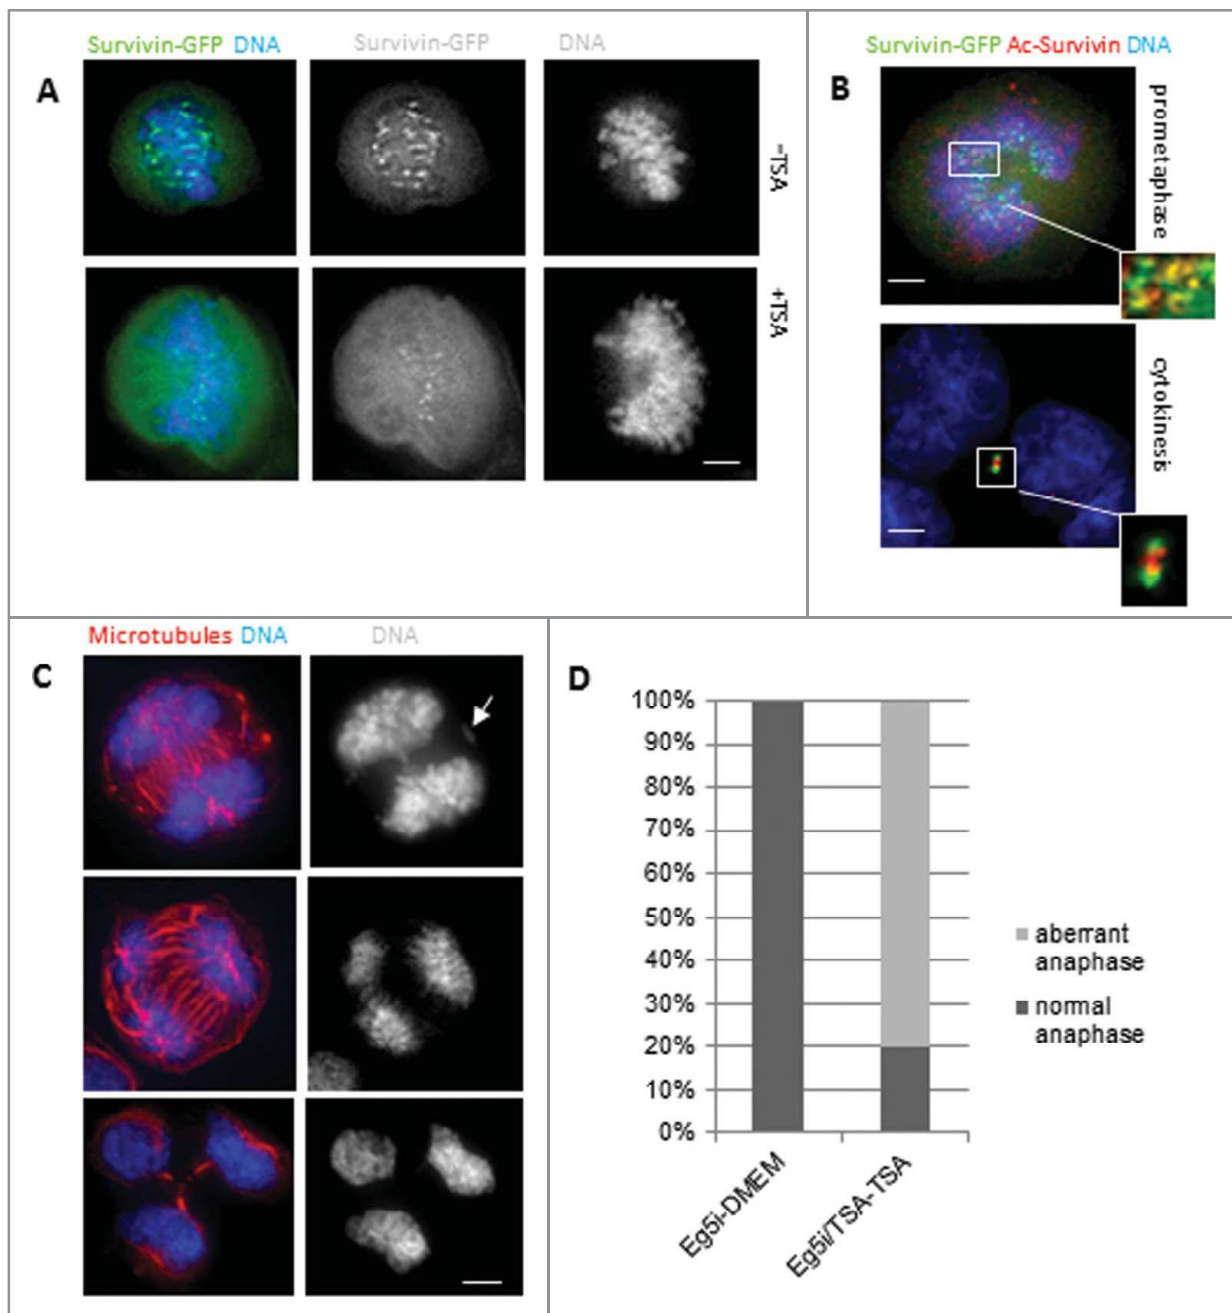 A
Survivin-GFP DNA
Survivin-GFP
DNA
-TSA
+TSA
B
Survivin-GFP Ac-Survivin DNA
prometaphase
cytokinesis
C
Microtubules DNA
DNA
D
100%
90%
80%
70%
60%
50%
40%
30%
20%
10%
0%
Eg5i-DMEM
Eg5i/TSA-TSA
aberrant
anaphase
normal
anaphase